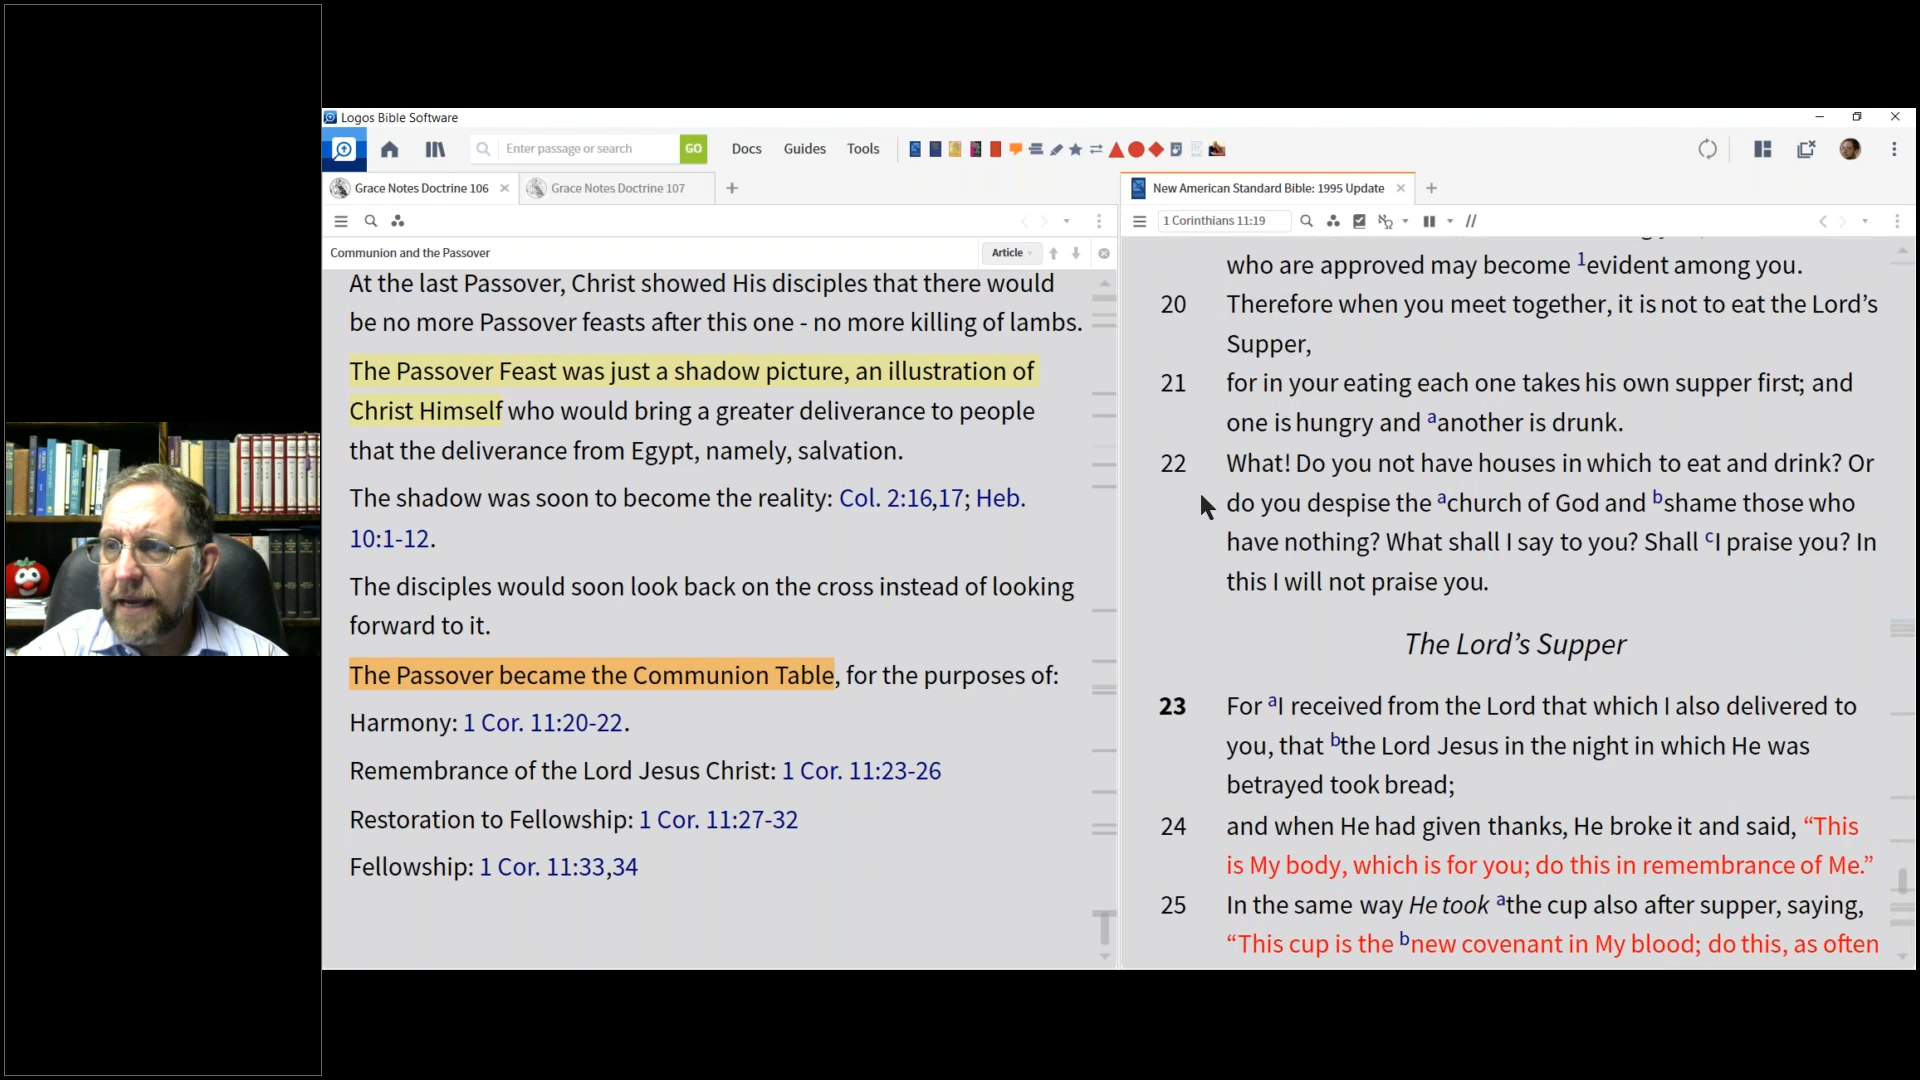 Logos Bible Software
Enter passage or search
GO
Docs
Guides
Tools
Grace Notes Doctrine 106
Grace Notes Doctrine 107
Communion and the Passover
Article
At the last Passover, Christ showed His disciples that there would
be no more Passover feasts after this one - no more killing of lambs.
The Passover Feast was just a shadow picture, an illustration of
Christ Himself who would bring a greater deliverance to people
that the deliverance from Egypt, namely, salvation.
The shadow was soon to become the reality: Col. 2:16,17; Heb.
10:1-12.
The disciples would soon look back on the cross instead of looking
forward to it.
The Passover became the Communion Table, for the purposes of:
Harmony: 1 Cor. 11:20-22.
Remembrance of the Lord Jesus Christ: 1 Cor. 11:23-26
Restoration to Fellowship: 1 Cor. 11:27-32
Fellowship: 1 Cor. 11:33,34
New American Standard Bible: 1995 Update
1 Corinthians 11:19
who are approved may become 1evident among you.
20 Therefore when you meet together, it is not to eat the Lord’s
Supper,
21 for in your eating each one takes his own supper first; and
one is hungry and aanother is drunk.
22 What! Do you not have houses in which to eat and drink? Or
do you despise the achurch of God and bshame those who
have nothing? What shall I say to you? Shall cI praise you? In
this I will not praise you.
The Lord’s Supper
23 For aI received from the Lord that which I also delivered to
you, that bthe Lord Jesus in the night in which He was
betrayed took bread;
24 and when He had given thanks, He broke it and said, “This
is My body, which is for you; do this in remembrance of Me.”
25 In the same way He took athe cup also after supper, saying,
“This cup is the bnew covenant in My blood; do this, as often